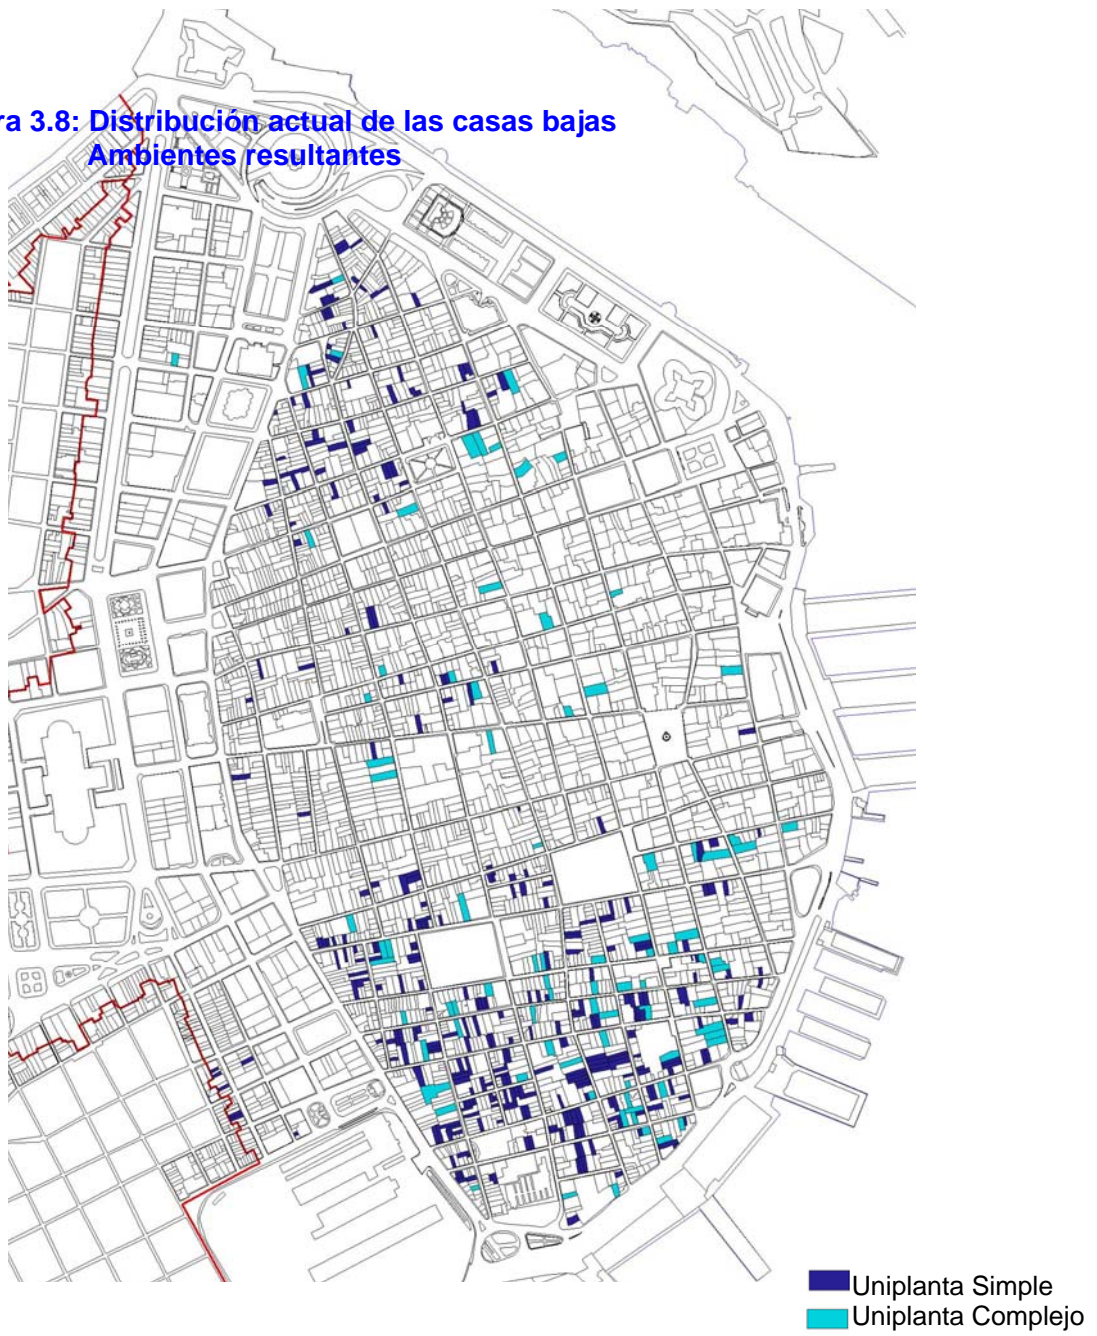 ra 3.8: Distribución actual de las casas bajas
Ambientes resultantes
Uniplanta Simple
Uniplanta Complejo